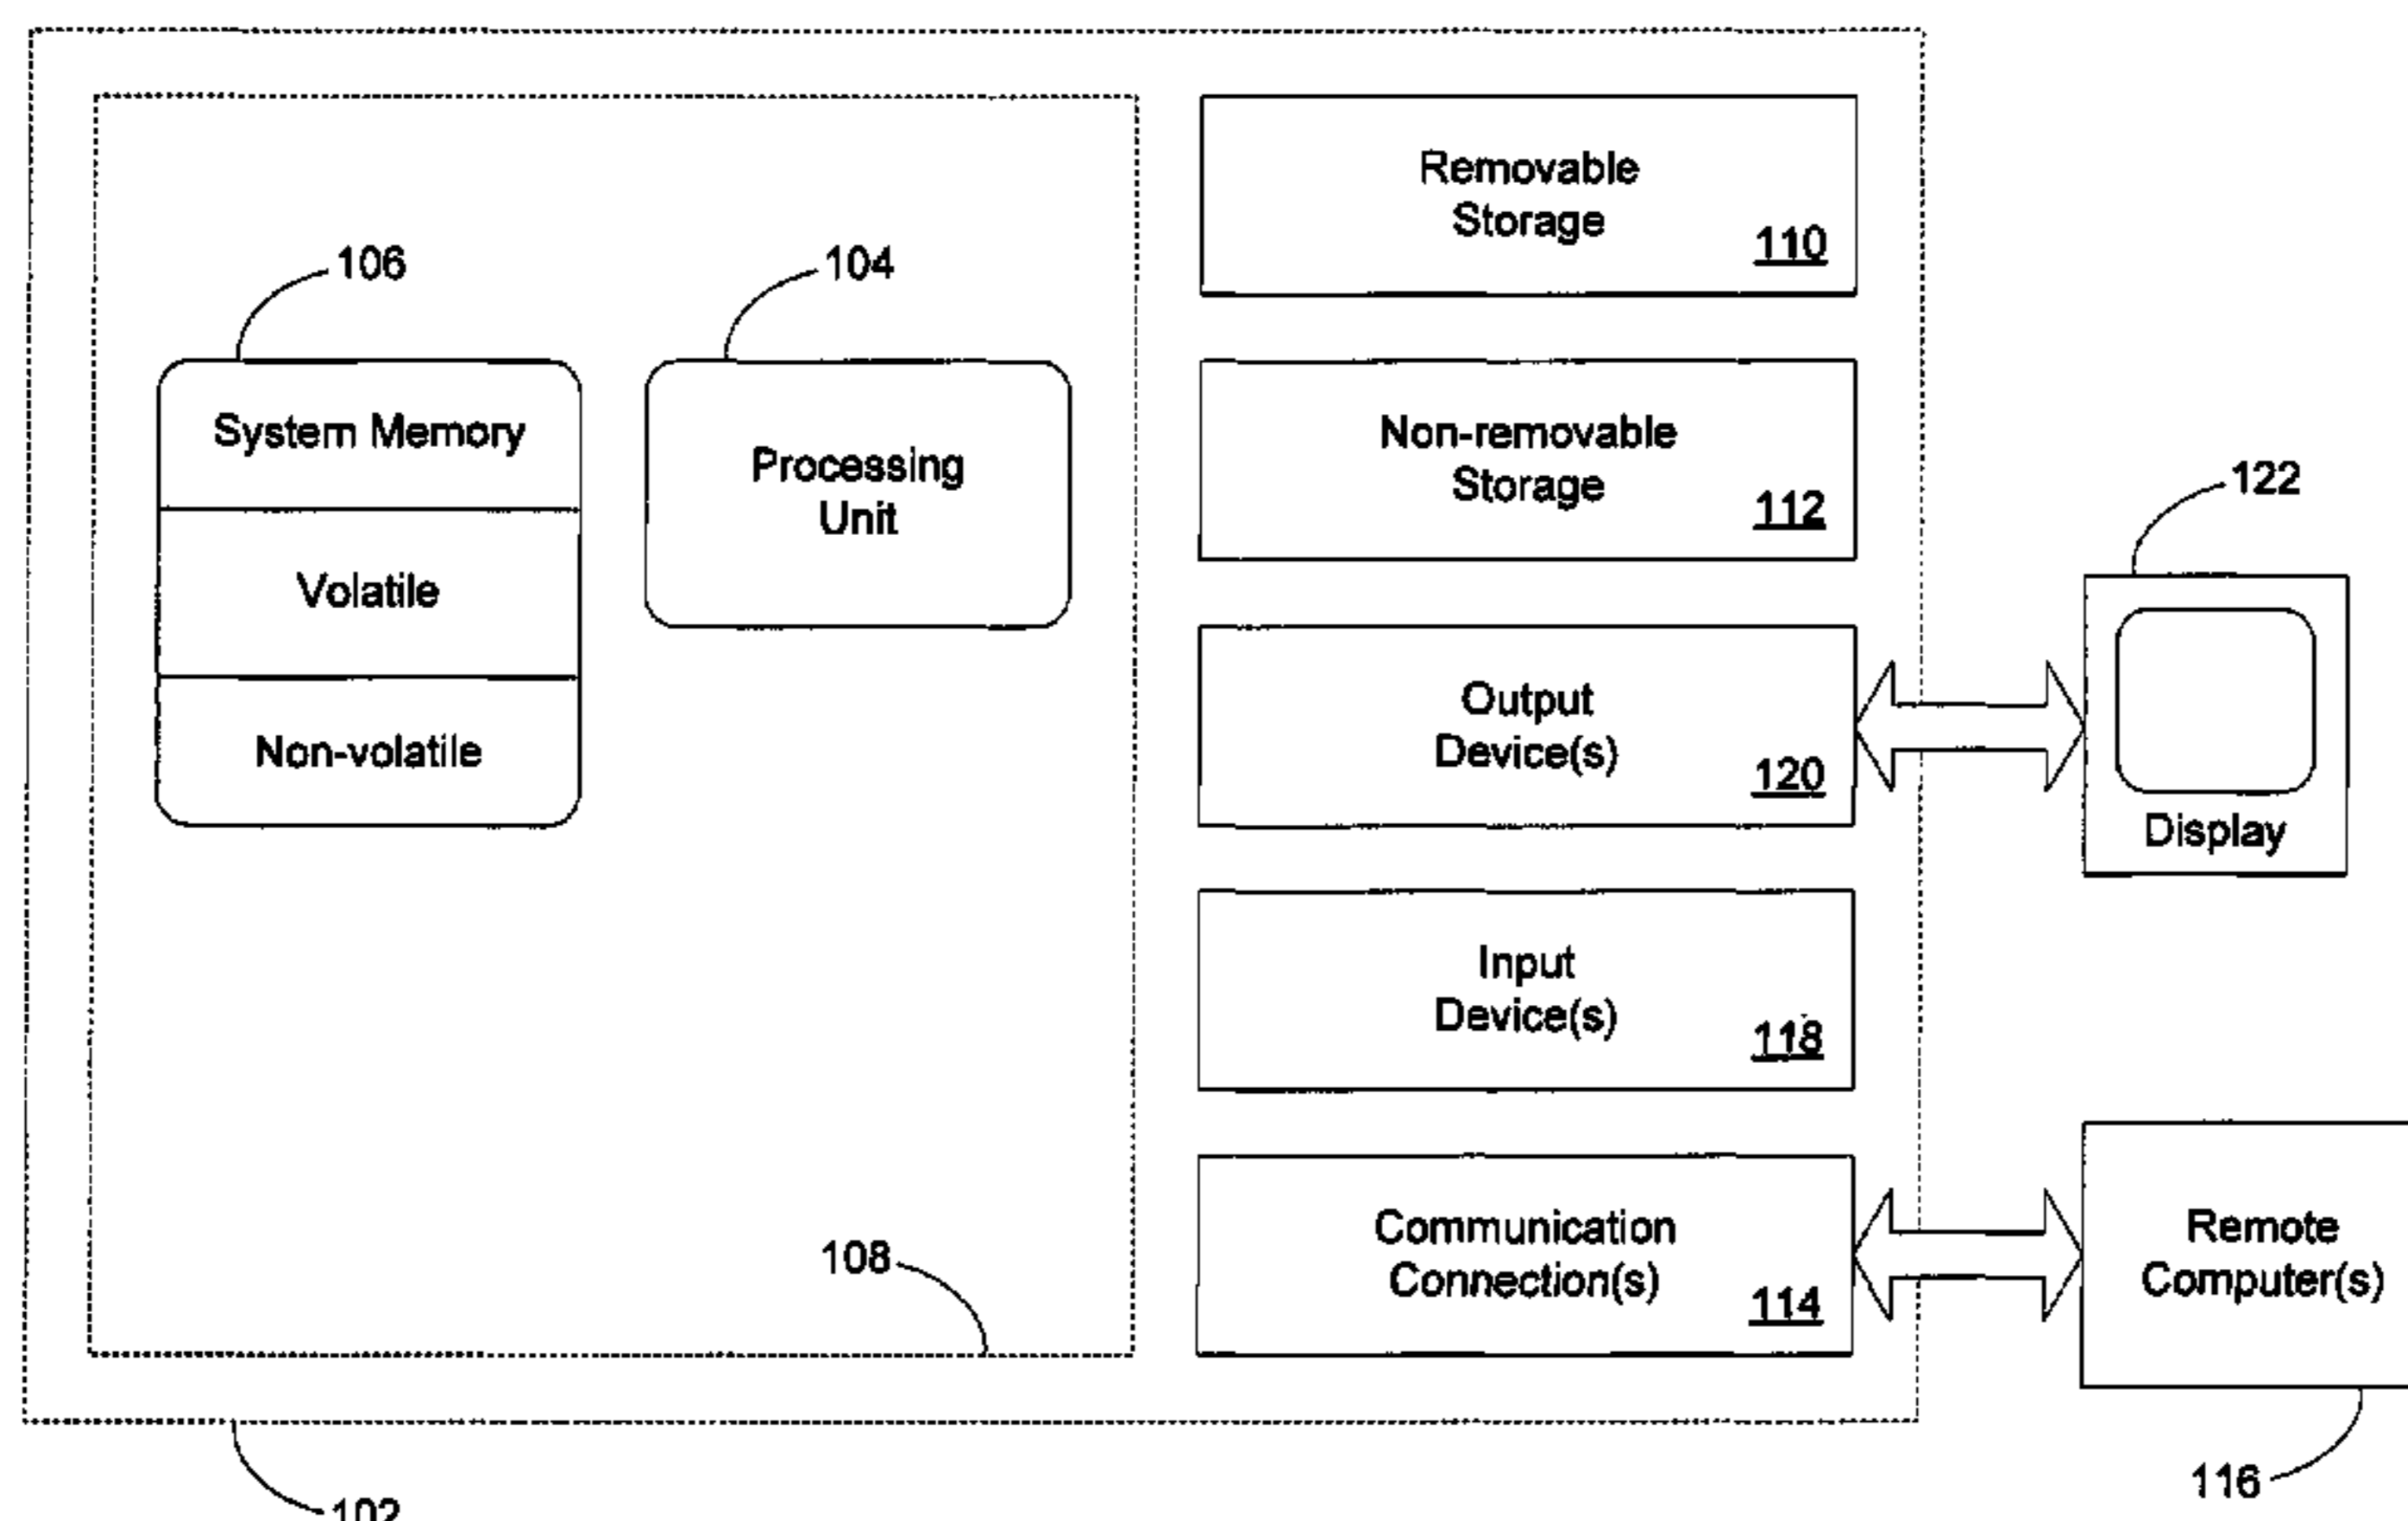 106
System Memory
Volatile
Non-volatile
104
Processing
Unit
108
102
Removable
Storage
110
Non-removable
Storage
112
Output
Device(s)
120
Input
Device(s)
118
Communication
Connection(s)
114
122
Display
Remote
Computer(s)
116